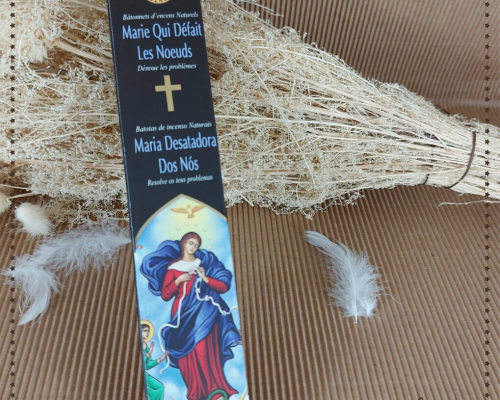 Bâtonnets d'encens Naturels
Marie Qui Défait
Les Noeuds
Dénoue les problèmes
Batotas de incenso Naturais
Maria Desatadora
Dos Nós
Resolve os teus problemas